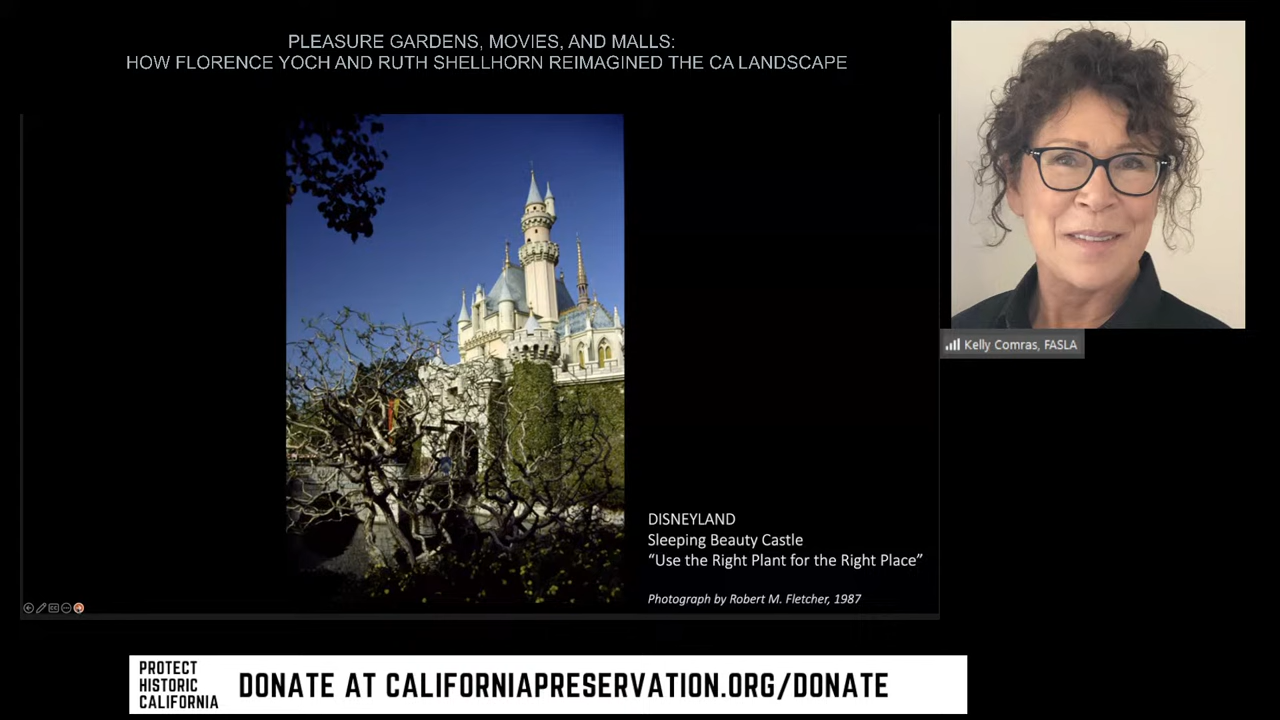 PLEASURE GARDENS, MOVIES, AND MALLS:
HOW FLORENCE YOCH AND RUTH SHELLHORN REIMAGINED THE CA LANDSCAPE
Kelly Comras, FASLA
DISNEYLAND
Sleeping Beauty Castle
“Use the Right Plant for the Right Place”
Photograph by Robert M. Fletcher, 1987
PROTECT
HISTORIC
CALIFORNIA
DONATE AT CALIFORNIAPRESERVATION.ORG/DONATE